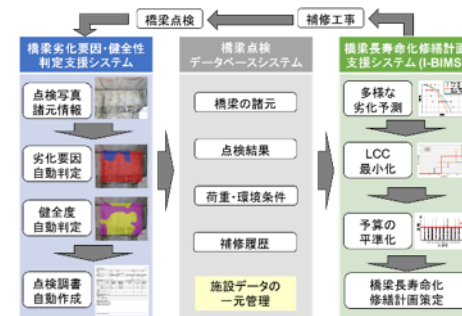 橋梁点検
補修工事
橋梁劣化要因・健全性
判定支援システム
点検写真
諸元情報
劣化要因
自動判定
健全度
自動判定
点検調書
自動作成
橋梁点検
データベースシステム
橋梁の諸元
点検結果
荷重・環境条件
補修履歴
施設データの
一元管理
橋梁長寿命化修繕計画
支援システム(I-BIMS
多様な
劣化予測
LCC
最小化
予算の
平準化
橋梁長寿命化
修繕計画策定